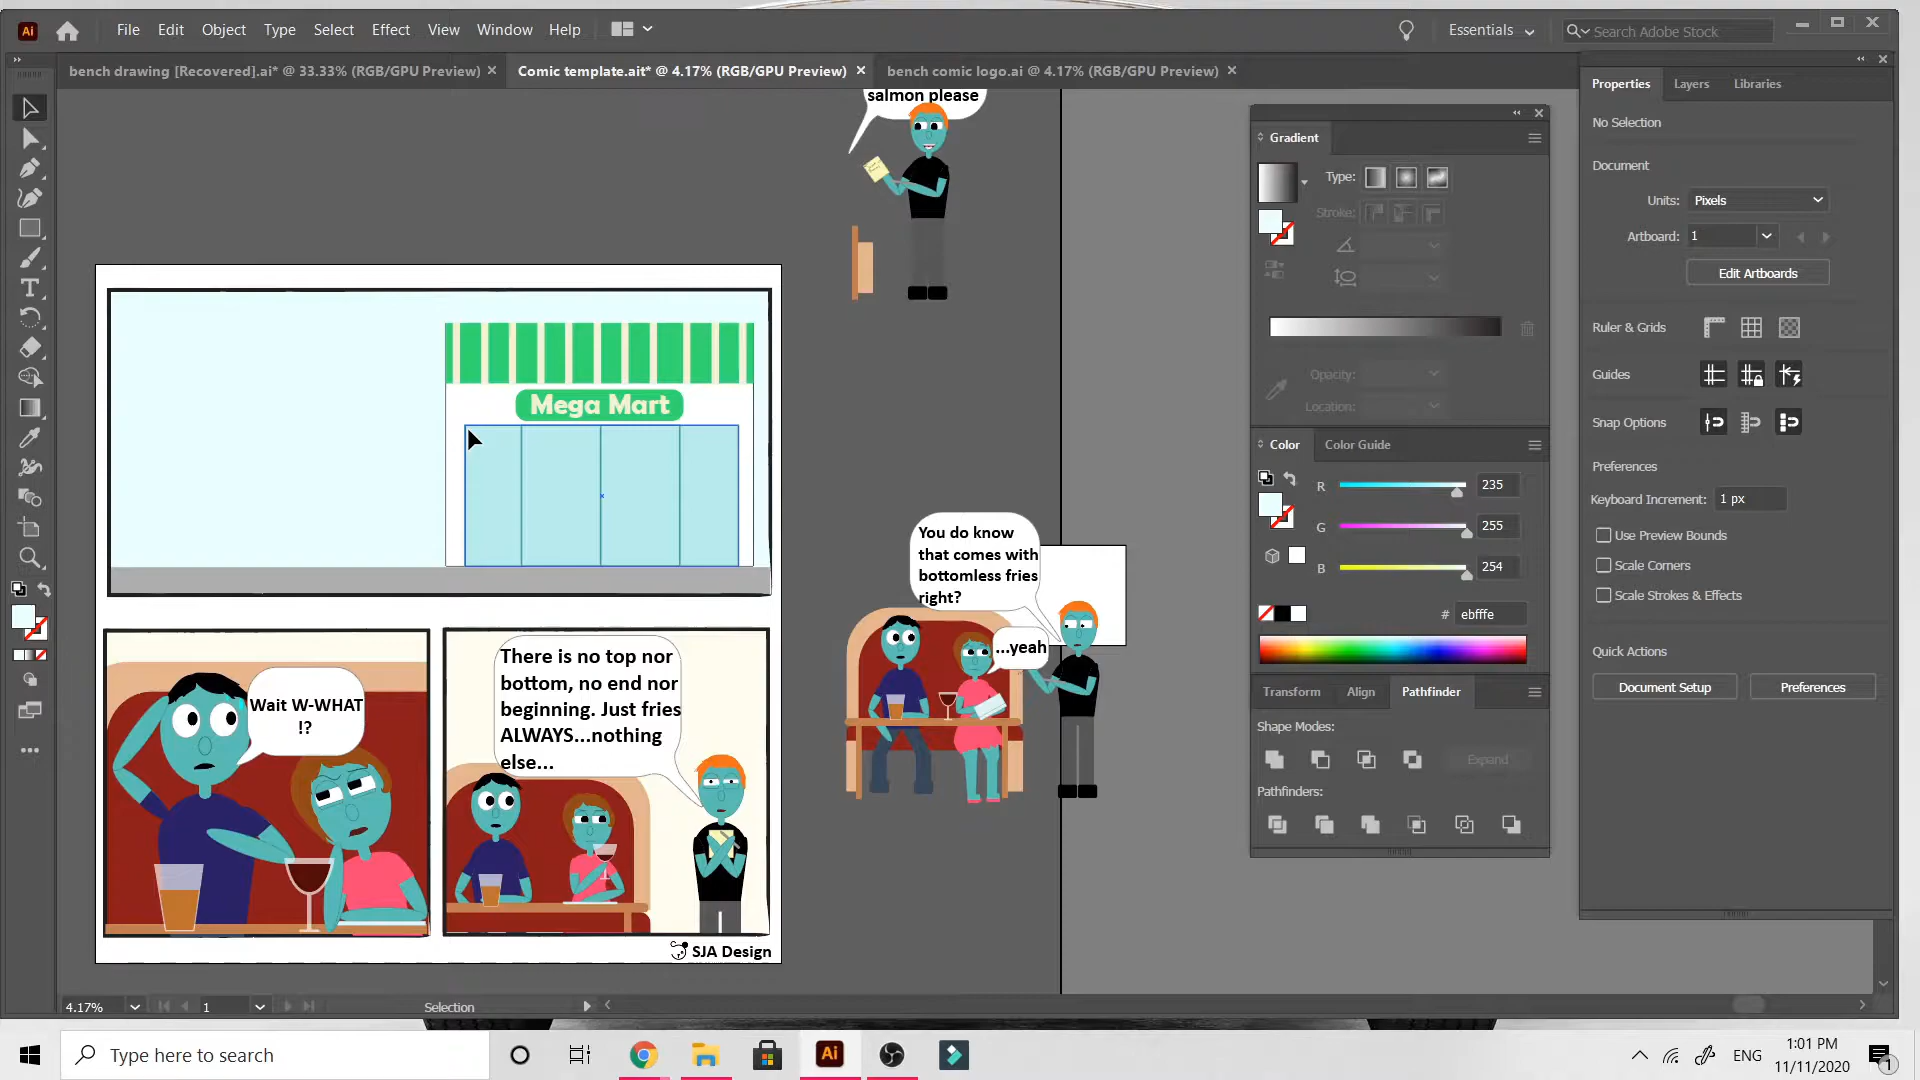 Ai
File Edit Object Type Select Effect View Window Help
Essentials
Search Adobe Stock
bench drawing [Recovered].ai* @ 33.33% (RGB/GPU Preview)
Comic template.ait* @ 4.17% (RGB/GPU Preview)
bench comic logo.ai @ 4.17% (RGB/GPU Preview)
Properties Layers Libraries
No Selection
Document
Units: Pixels
Artboard: 1
Edit Artboards
Ruler & Grids
Guides
Snap Options
Preferences
Keyboard Increment: 1 px
Use Preview Bounds
Scale Corners
Scale Strokes & Effects
Quick Actions
Document Setup Preferences
Gradient
Type:
Stroke:
Opacity:
Location:
Color Color Guide
R 235
G 255
B 254
# ebfffe
Transform Align Pathfinder
Shape Modes:
Expand
Pathfinders:
salmon please
Mega Mart
You do know
that comes with
bottomless fries
right?
...yeah
Wait W-WHAT
!?
There is no top nor
bottom, no end nor
beginning. Just fries
ALWAYS...nothing
else...
SJA Design
4.17% 1 Selection
Type here to search
Ai
ENG
1:01 PM
11/11/2020
1